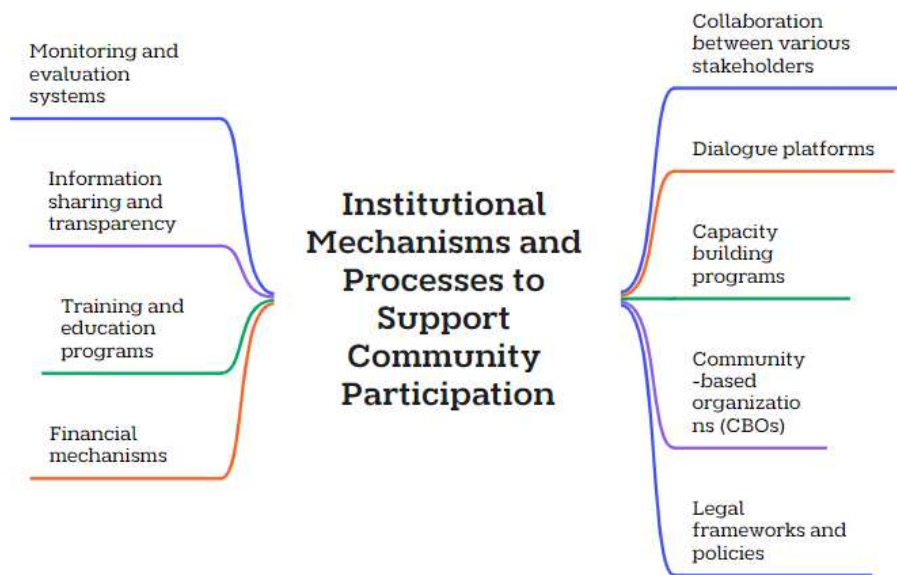 Monitoring and
evaluation
systems
Information
sharing and
transparency
Training and
education
programs
Financial
mechanisms
Institutional
Mechanisms and
Processes to
Support
Community
Participation
Collaboration
between various
stakeholders
Dialogue platforms
Capacity
building
programs
Community
-based
organizatio
ns (CBOs)
Legal
frameworks and
policies